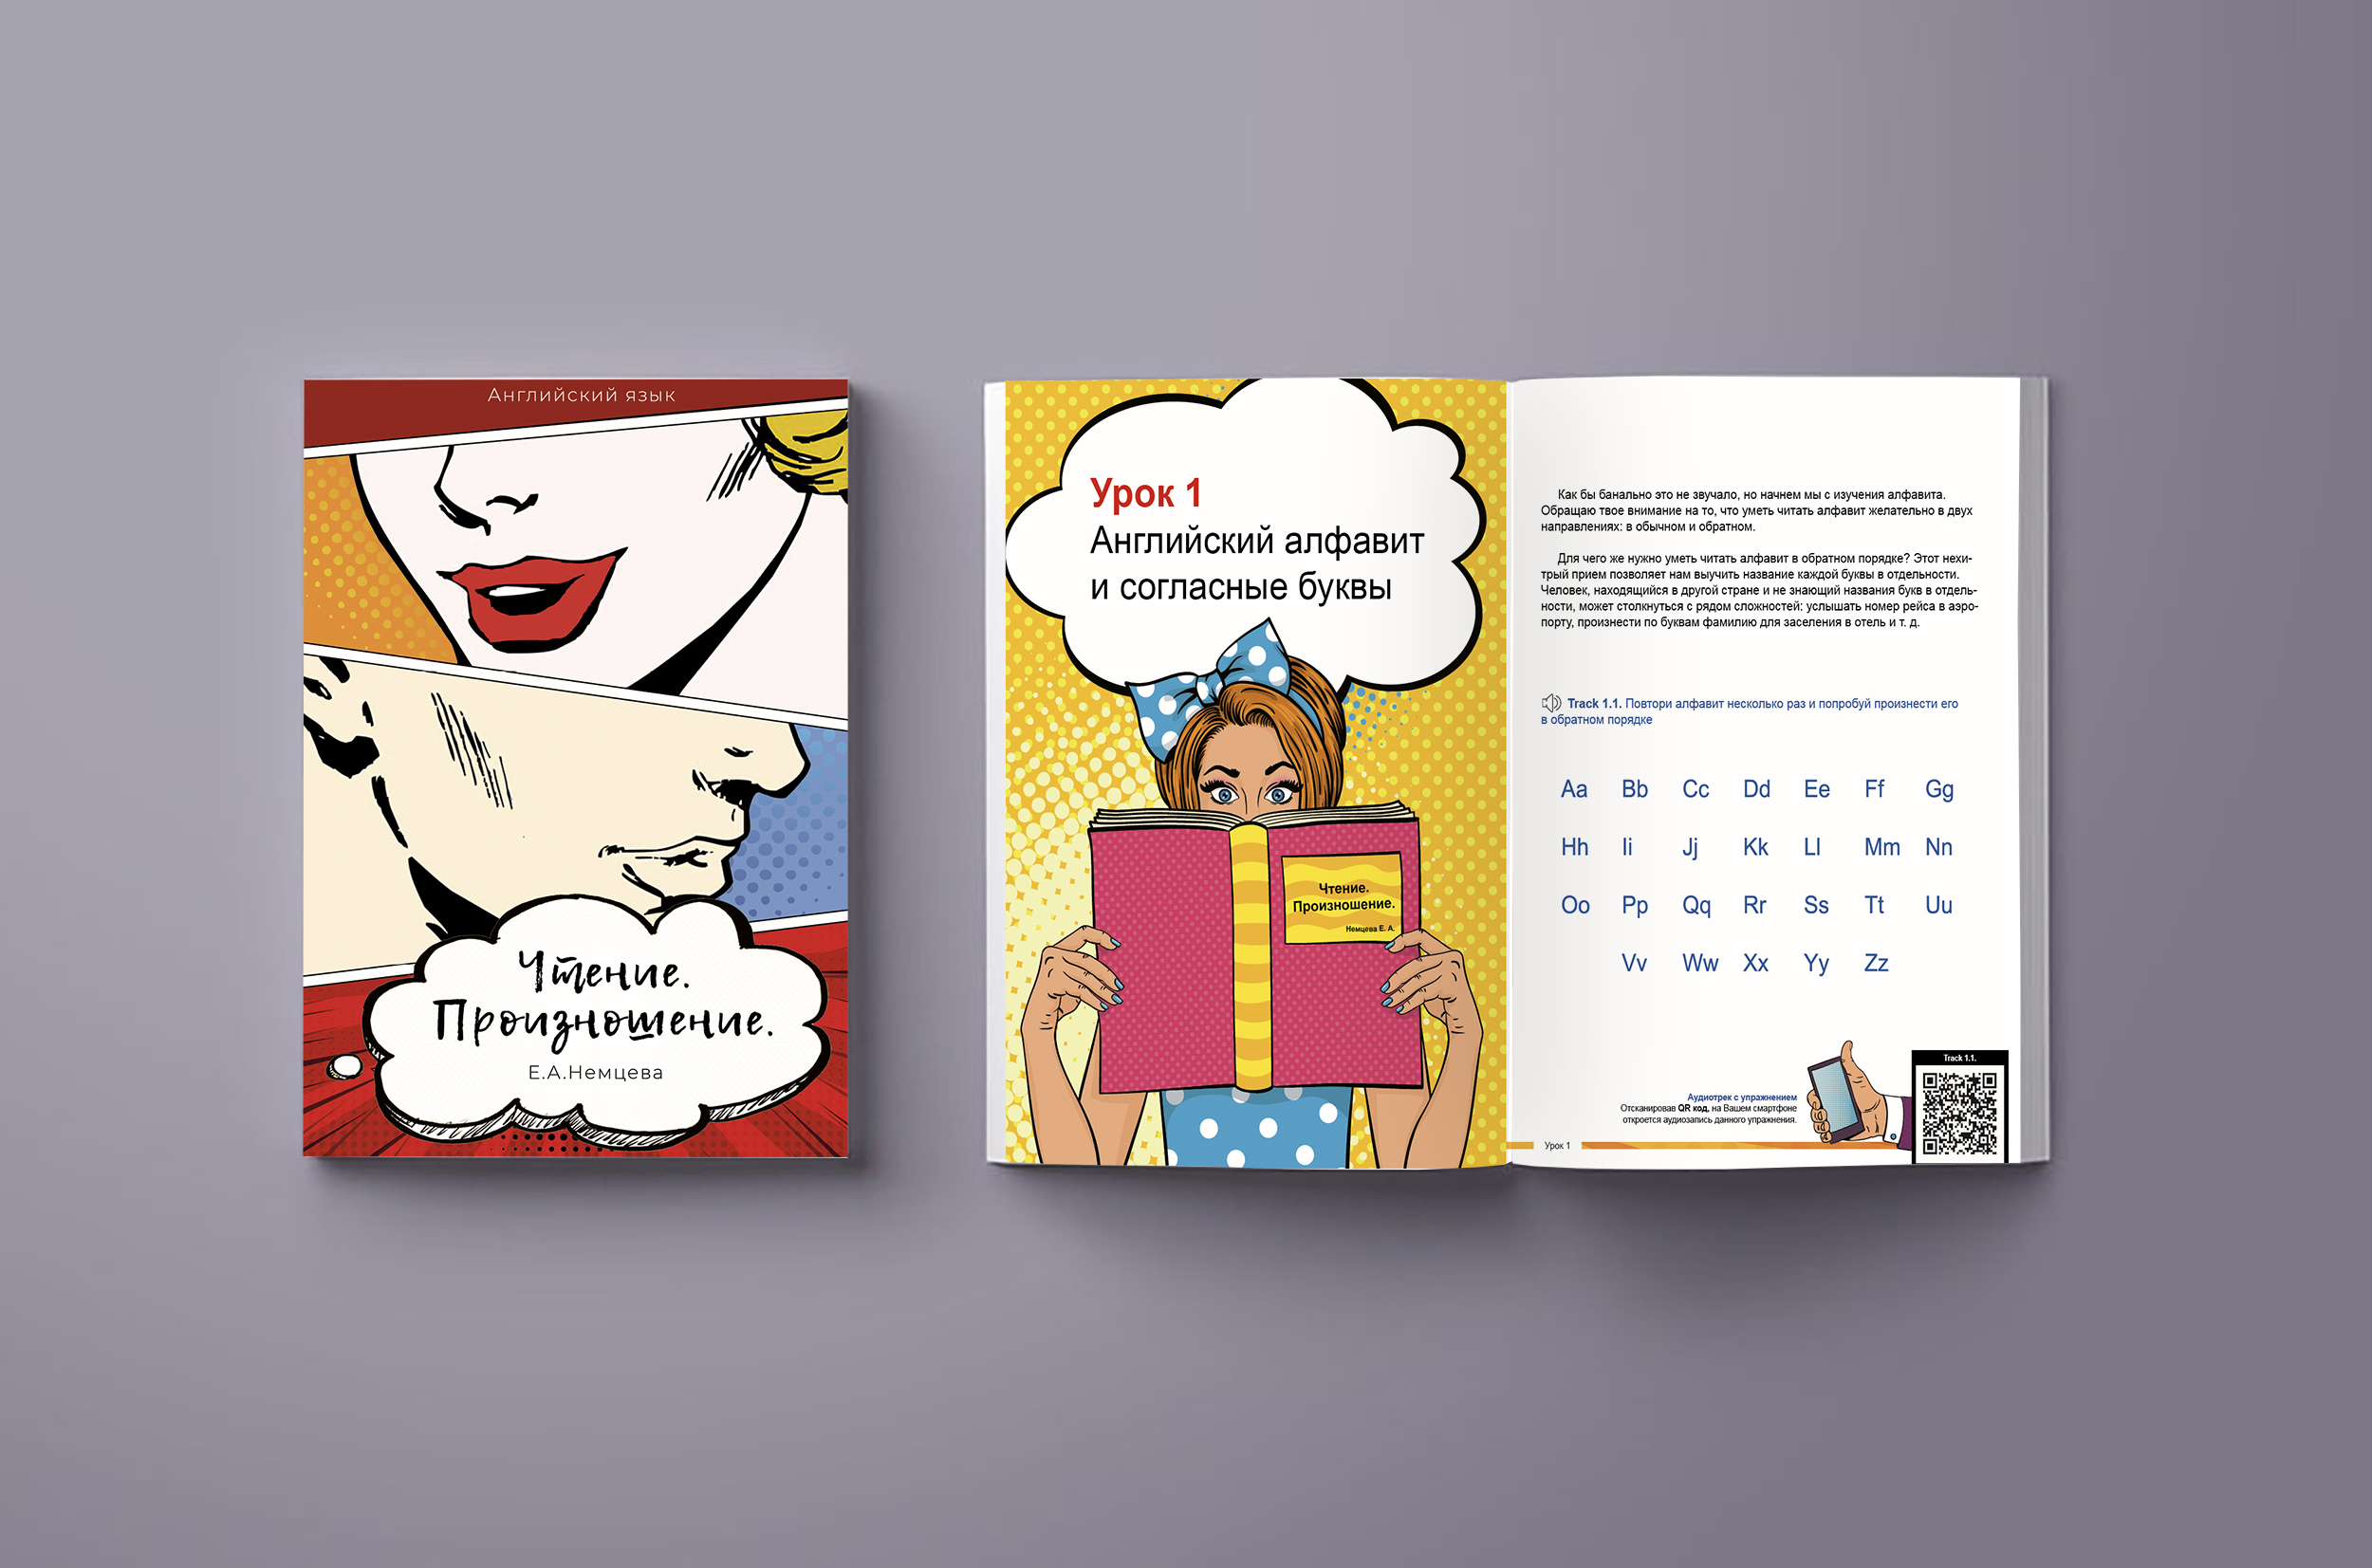 Английский язык
Чтение.
Произношение.
Е.А.Немцева
Урок 1
Английский алфавит
и согласные буквы
Чтение.
Произношение.
Немцева Е. А.
Как бы банально это не звучало, но начнем мы с изучения алфавита.
Обращаю твое внимание на то, что уметь читать алфавит желательно в двух
направлениях: в обычном и обратном.
Для чего же нужно уметь читать алфавит в обратном порядке? Этот нехи-
трый прием позволяет нам выучить название каждой буквы в отдельности.
Человек, находящийся в другой стране и не знающий названия букв в отдель-
ности, может столкнуться с рядом сложностей: услышать номер рейса в аэро-
порту, произнести по буквам фамилию для заселения в отель и т. д.
Track 1.1. Повтори алфавит несколько раз и попробуй произнести его
в обратном порядке
Aa Bb Cc Dd Ee Ff Gg
Hh Ii Jj Kk Ll Mm Nn
Oo Pp Qq Rr Ss Tt Uu
Vv Ww Xx Yy Zz
Аудиотрек с упражнением
Отсканировав QR код, на Вашем смартфоне
откроется аудиозапись данного упражнения.
Track 1.1.
Урок 1